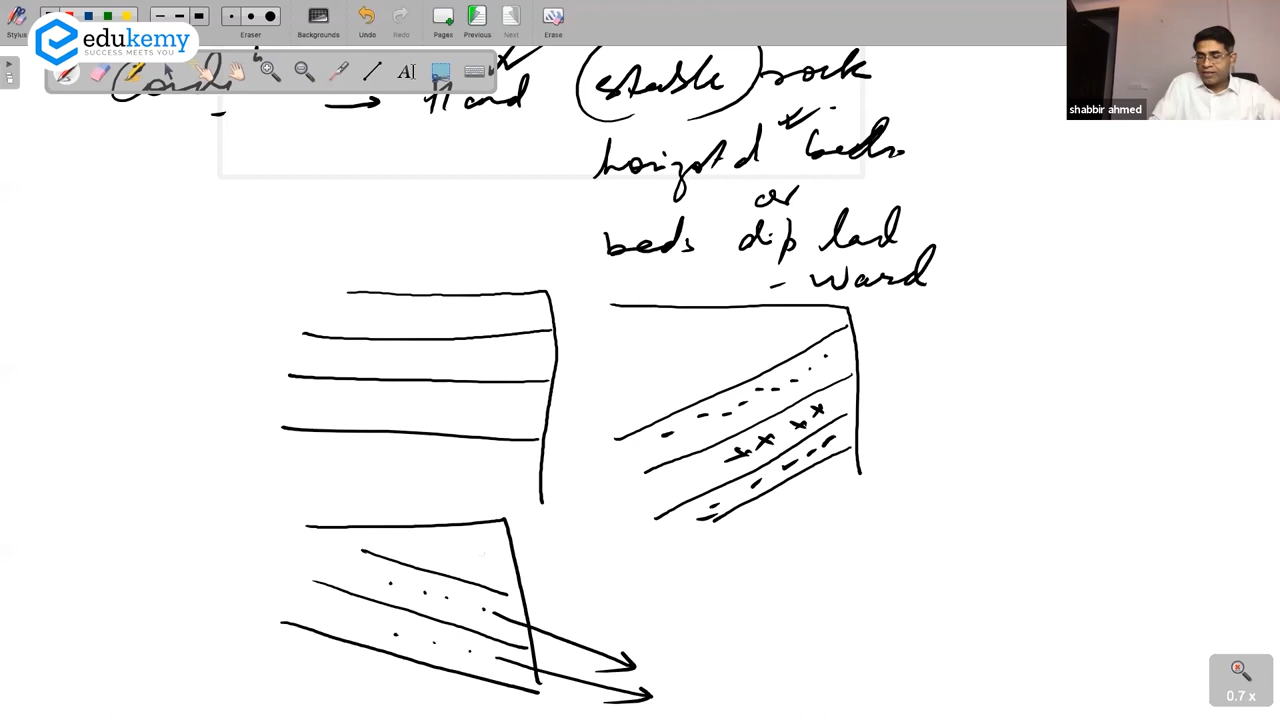 Stylus
Eraser
Backgrounds
Undo
Redo
Pages
Previous
Next
Erase
edukemy
SUCCESS MEETS YOU
shabbir ahmed
→ Hard (stable) rock
horizotal beds
or
beds dip land
- ward
0.7 x